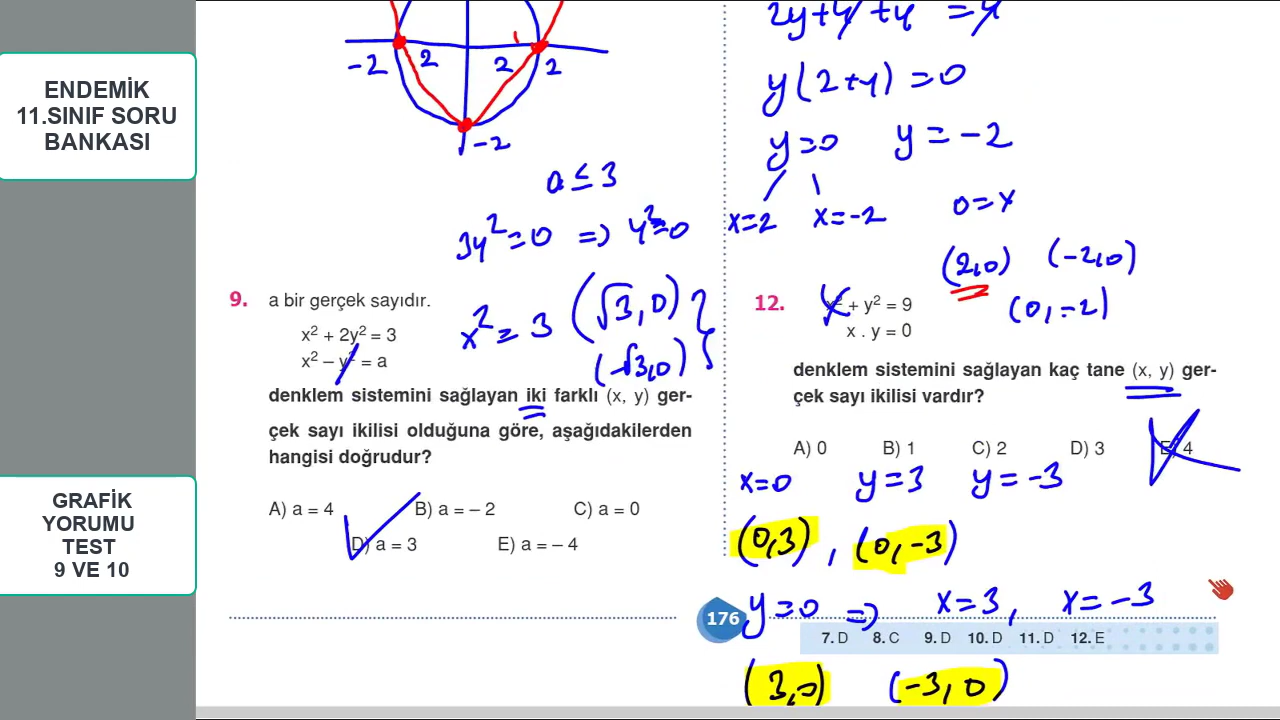 ENDEMİK
11.SINIF SORU
BANKASI
GRAFİK
YORUMU
TEST
9 VE 10
-2 2 2 2
-2
a ≤ 3
3y² = 0 => y² = 0
9. a bir gerçek sayıdır.
x² + 2y² = 3
x² – y² = a
x² = 3 (√3, 0)
(-√3, 0)
denklem sistemini sağlayan iki farklı (x, y) ger-
çek sayı ikilisi olduğuna göre, aşağıdakilerden
hangisi doğrudur?
A) a = 4 B) a = – 2 C) a = 0
D) a = 3 E) a = – 4
y(2+y) = 0
y = 0 y = -2
x = 2 x = -2 0 = x
(2,0) (-2,0)
(0, -2)
12. x² + y² = 9
x . y = 0
denklem sistemini sağlayan kaç tane (x, y) ger-
çek sayı ikilisi vardır?
A) 0 B) 1 C) 2 D) 3 E) 4
x = 0 y = 3 y = -3
(0,3) , (0, -3)
y = 0 => x = 3, x = -3
176
7. D 8. C 9. D 10. D 11. D 12. E
(3,0) (-3, 0)